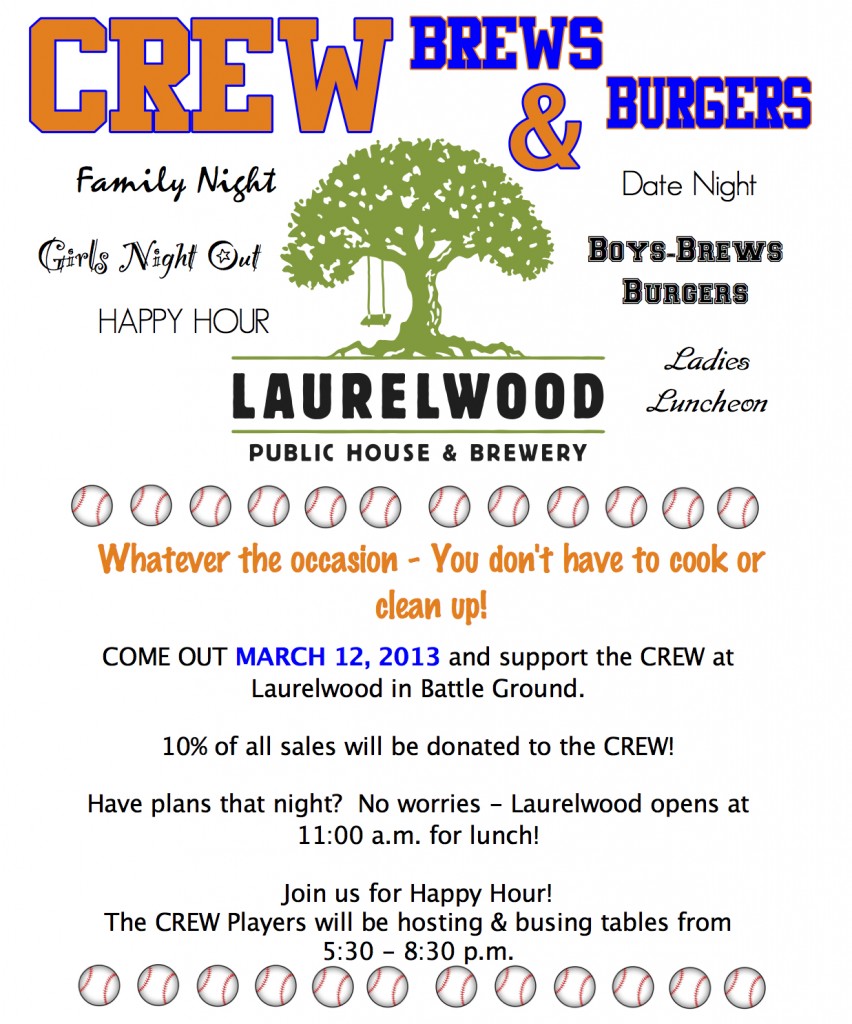 CREW BREWS
& BURGERS
Family Night
Date Night
Girls Night Out
BOYS-BREWS
BURGERS
HAPPY HOUR
Ladies
Luncheon
LAURELWOOD
PUBLIC HOUSE & BREWERY
Whatever the occasion - You don't have to cook or
clean up!
COME OUT MARCH 12, 2013 and support the CREW at
Laurelwood in Battle Ground.
10% of all sales will be donated to the CREW!
Have plans that night?  No worries – Laurelwood opens at
11:00 a.m. for lunch!
Join us for Happy Hour!
The CREW Players will be hosting & busing tables from
5:30 – 8:30 p.m.